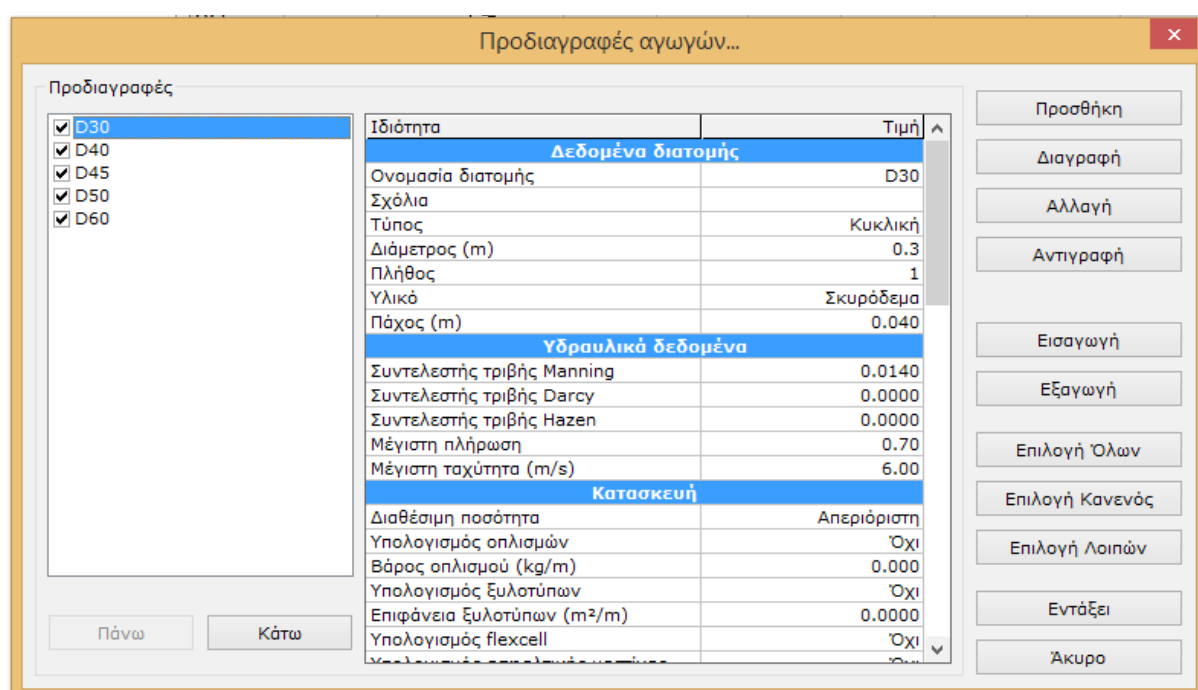 Προδιαγραφές αγωγών...
Προδιαγραφές
D30
D40
D45
D50
D60
Πάνω
Κάτω
Ιδιότητα Τιμή
Δεδομένα διατομής
Ονομασία διατομής D30
Σχόλια
Τύπος Κυκλική
Διάμετρος (m) 0.3
Πλήθος 1
Υλικό Σκυρόδεμα
Πάχος (m) 0.040
Υδραυλικά δεδομένα
Συντελεστής τριβής Manning 0.0140
Συντελεστής τριβής Darcy 0.0000
Συντελεστής τριβής Hazen 0.0000
Μέγιστη πλήρωση 0.70
Μέγιστη ταχύτητα (m/s) 6.00
Κατασκευή
Διαθέσιμη ποσότητα Απεριόριστη
Υπολογισμός οπλισμών Όχι
Βάρος οπλισμού (kg/m) 0.000
Υπολογισμός ξυλοτύπων Όχι
Επιφάνεια ξυλοτύπων (m²/m) 0.0000
Υπολογισμός flexcell Όχι
Προσθήκη
Διαγραφή
Αλλαγή
Αντιγραφή
Εισαγωγή
Εξαγωγή
Επιλογή Όλων
Επιλογή Κανενός
Επιλογή Λοιπών
Εντάξει
Άκυρο